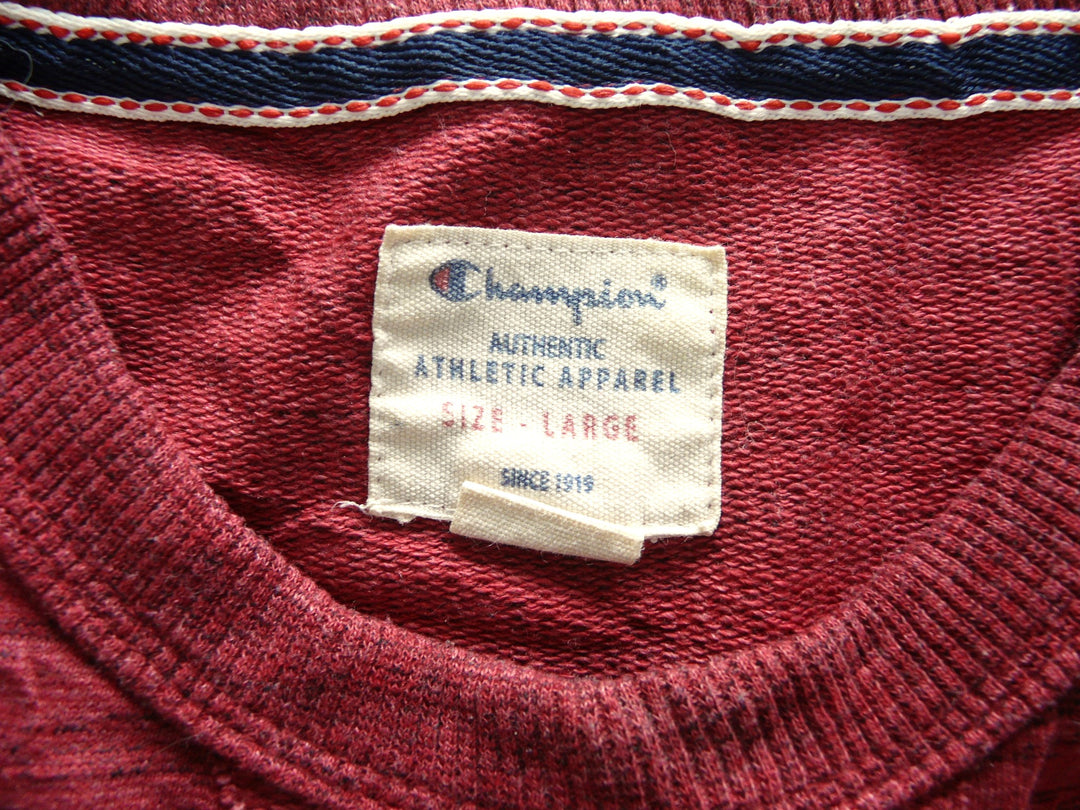 Champion®
AUTHENTIC
ATHLETIC APPAREL
SIZE - LARGE
SINCE 1919